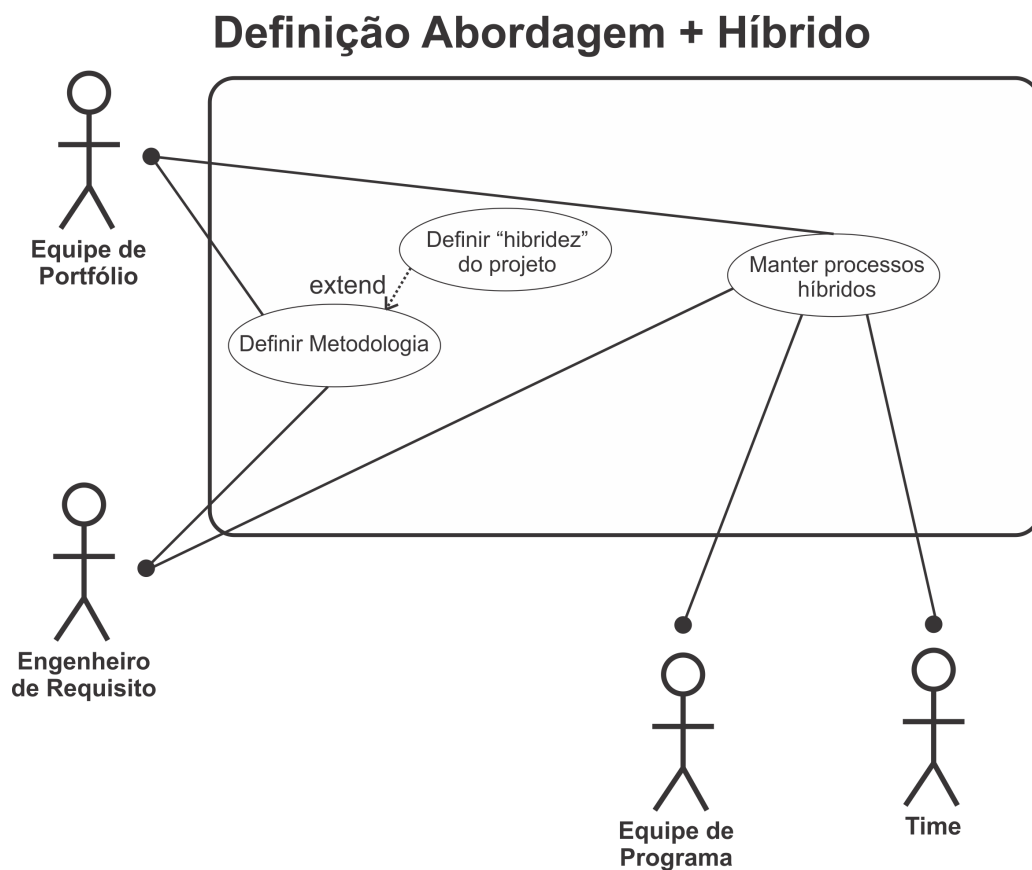 Definição Abordagem + Híbrido
Equipe de
Portfólio
Definir “hibridez”
do projeto
extend
Manter processos
híbridos
Definir Metodologia
Engenheiro
de Requisito
Equipe de
Programa
Time